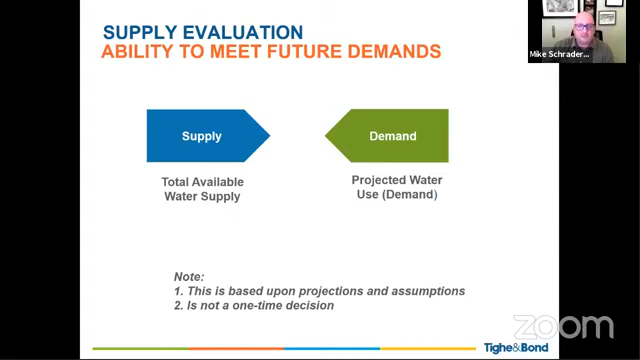 SUPPLY EVALUATION
ABILITY TO MEET FUTURE DEMANDS
Mike Schrader...
Supply
Demand
Total Available
Water Supply
Projected Water
Use (Demand)
Note:
1. This is based upon projections and assumptions
2. Is not a one-time decision
zoom
Tighe&Bond